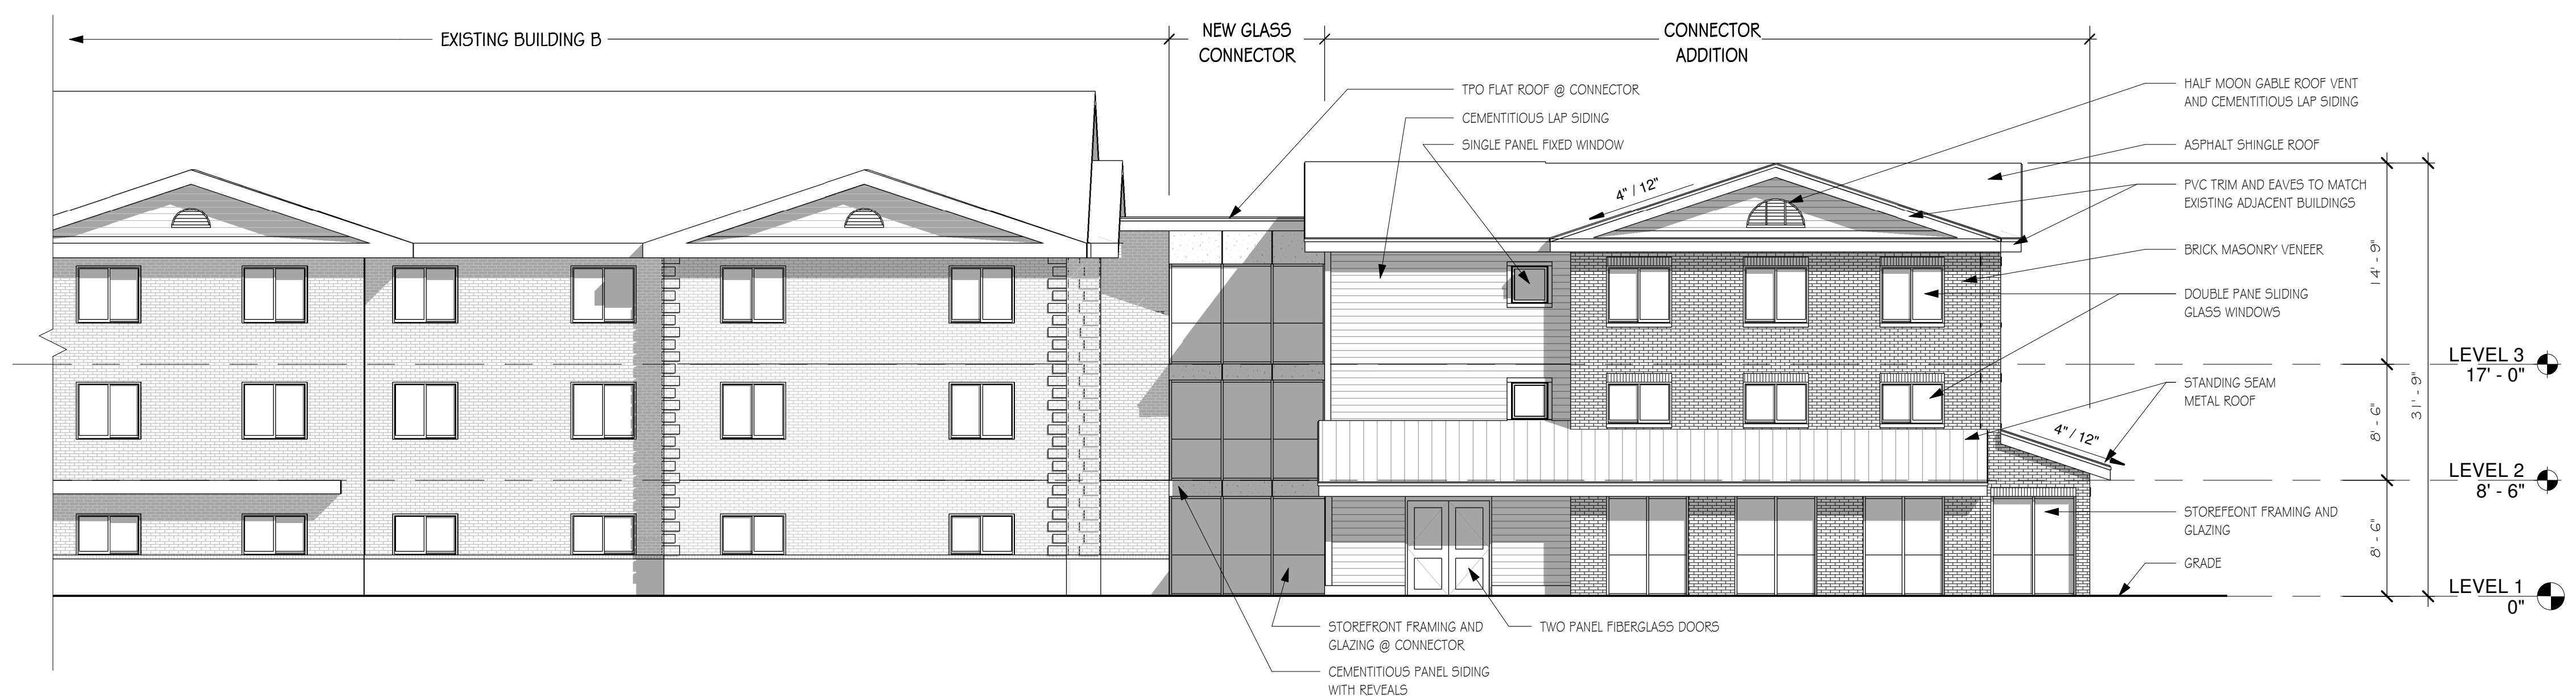 EXISTING BUILDING B
NEW GLASS
CONNECTOR
CONNECTOR
ADDITION
TPO FLAT ROOF @ CONNECTOR
CEMENTITIOUS LAP SIDING
SINGLE PANEL FIXED WINDOW
4" / 12"
HALF MOON GABLE ROOF VENT
AND CEMENTITIOUS LAP SIDING
ASPHALT SHINGLE ROOF
PVC TRIM AND EAVES TO MATCH
EXISTING ADJACENT BUILDINGS
BRICK MASONRY VENEER
DOUBLE PANE SLIDING
GLASS WINDOWS
STANDING SEAM
METAL ROOF
4" / 12"
STOREFEONT FRAMING AND
GLAZING
GRADE
14' - 9"
8' - 6"
8' - 6"
31' - 9"
LEVEL 3
17' - 0"
LEVEL 2
8' - 6"
LEVEL 1
0"
STOREFRONT FRAMING AND
GLAZING @ CONNECTOR
CEMENTITIOUS PANEL SIDING
WITH REVEALS
TWO PANEL FIBERGLASS DOORS